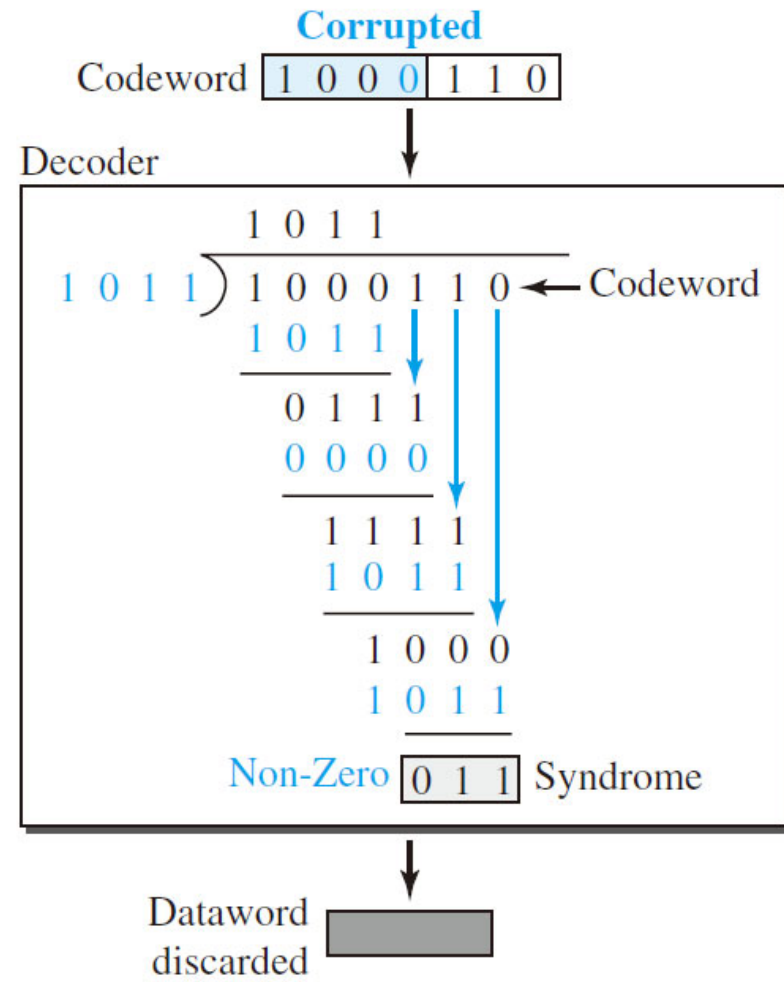 Corrupted
Codeword 1 0 0 0 1 1 0
Decoder
1 0 1 1
1 0 1 1 ) 1 0 0 0 1 1 0 Codeword
1 0 1 1
0 1 1 1
0 0 0 0
1 1 1 1
1 0 1 1
1 0 0 0
1 0 1 1
Non-Zero 0 1 1 Syndrome
Dataword
discarded